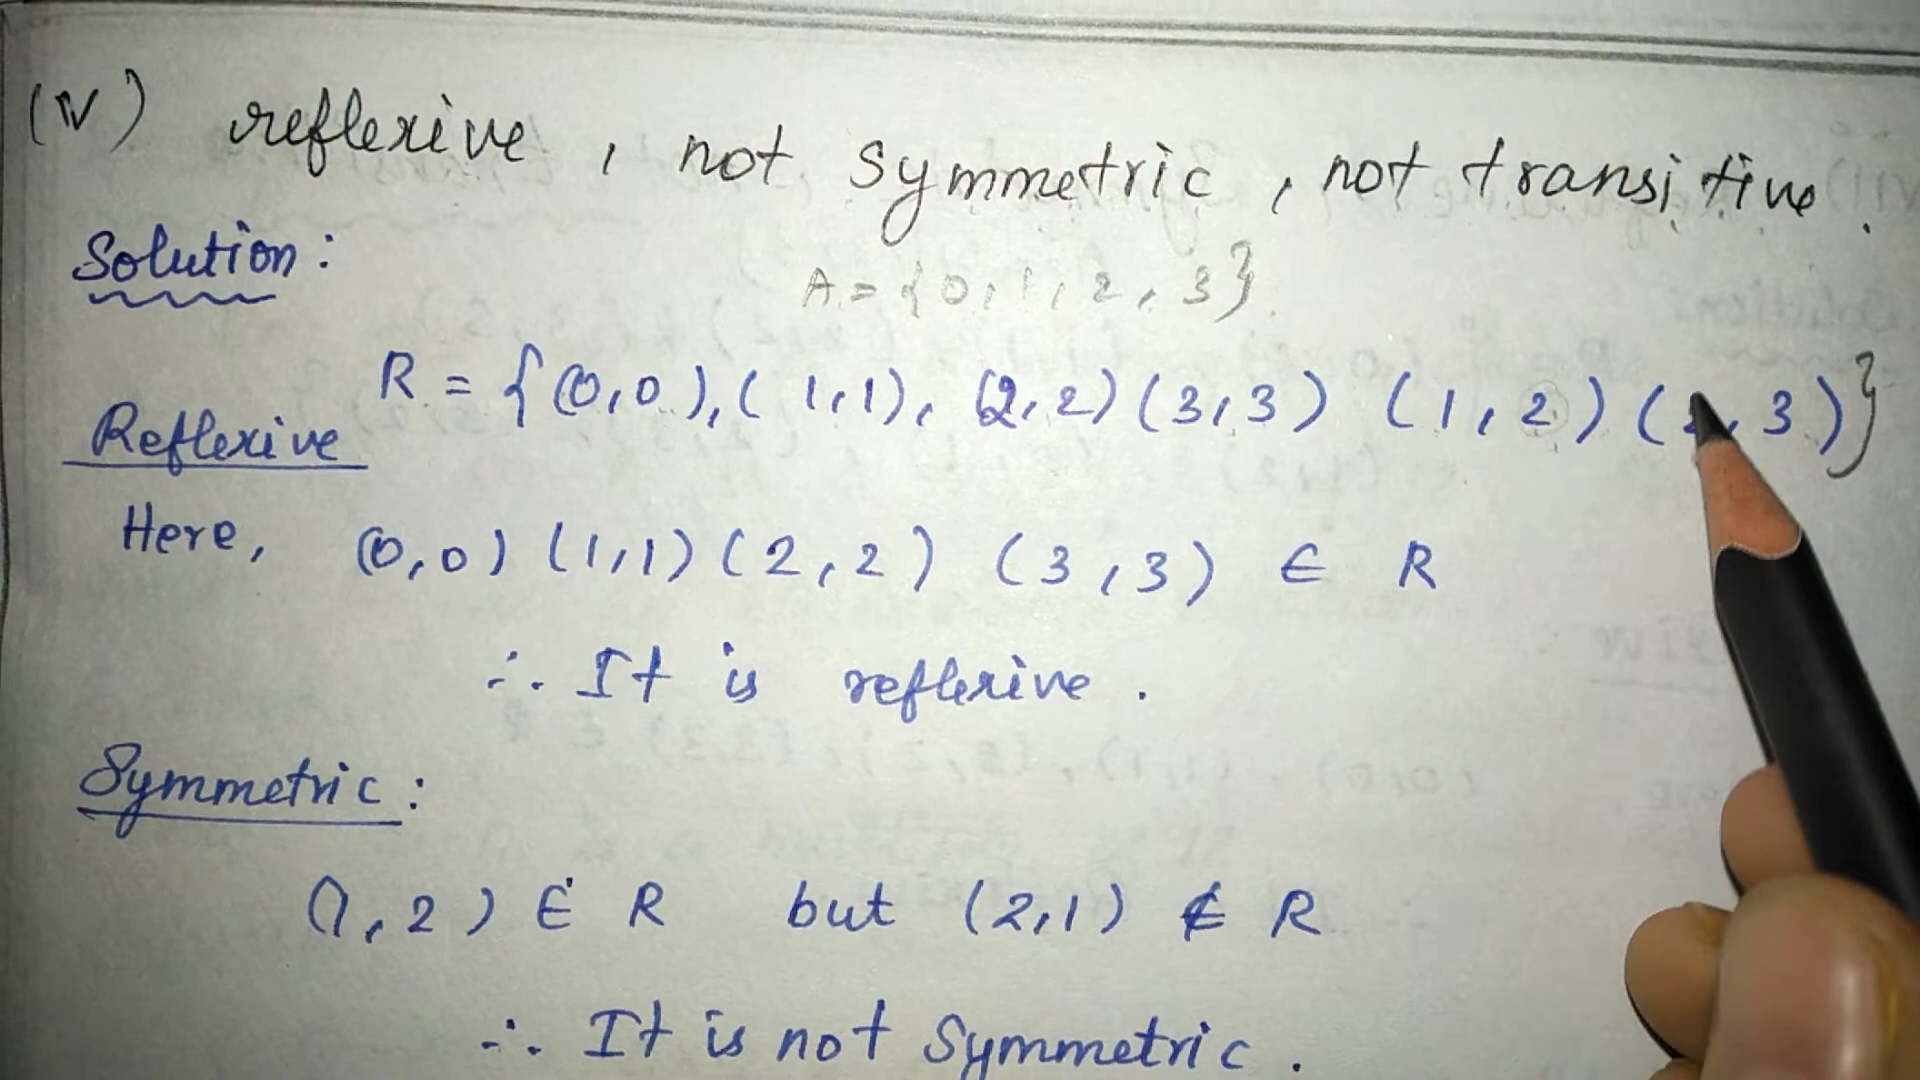 (iv) reflexive, not symmetric, not transitive.
Solution:
A = {0,1,2,3}
R = {(0,0),(1,1),(2,2)(3,3) (1,2)(2,3)}
Reflexive
Here, (0,0)(1,1)(2,2) (3,3) ∈ R
∴ It is reflexive.
Symmetric:
(1,2) ∈ R but (2,1) ∉ R
∴ It is not Symmetric.